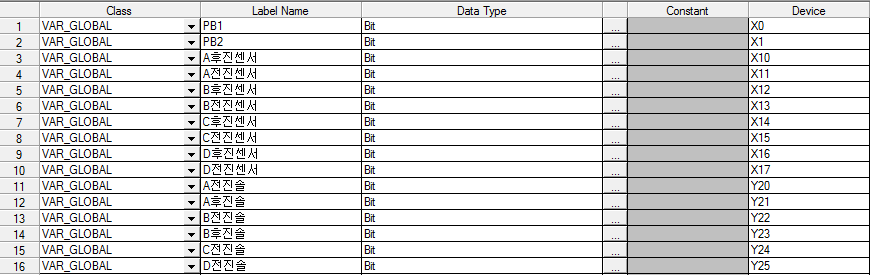 Class Label Name Data Type Constant Device
1 VAR_GLOBAL PB1 Bit ... X0
2 VAR_GLOBAL PB2 Bit ... X1
3 VAR_GLOBAL A후진센서 Bit ... X10
4 VAR_GLOBAL A전진센서 Bit ... X11
5 VAR_GLOBAL B후진센서 Bit ... X12
6 VAR_GLOBAL B전진센서 Bit ... X13
7 VAR_GLOBAL C후진센서 Bit ... X14
8 VAR_GLOBAL C전진센서 Bit ... X15
9 VAR_GLOBAL D후진센서 Bit ... X16
10 VAR_GLOBAL D전진센서 Bit ... X17
11 VAR_GLOBAL A전진솔 Bit ... Y20
12 VAR_GLOBAL A후진솔 Bit ... Y21
13 VAR_GLOBAL B전진솔 Bit ... Y22
14 VAR_GLOBAL B후진솔 Bit ... Y23
15 VAR_GLOBAL C전진솔 Bit ... Y24
16 VAR_GLOBAL D전진솔 Bit ... Y25